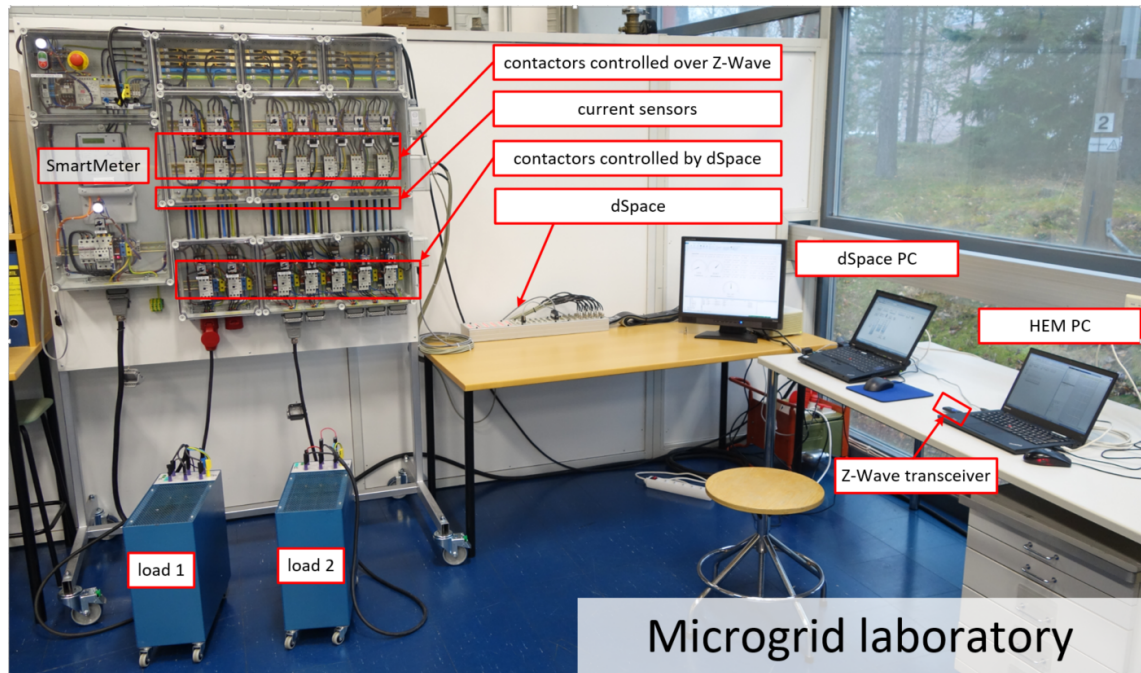 contactors controlled over Z-Wave
current sensors
SmartMeter
contactors controlled by dSpace
dSpace
2
dSpace PC
HEM PC
Z-Wave transceiver
load 1
load 2
Microgrid laboratory